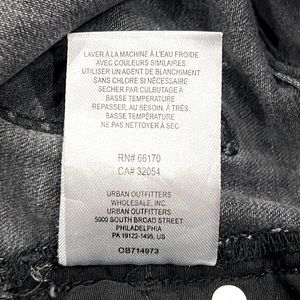 LAVER À LA MACHINE À L'EAU FROIDE
AVEC COULEURS SIMILAIRES
UTILISER UN AGENT DE BLANCHIMENT
SANS CHLORE SI NÉCESSAIRE
SÉCHER PAR CULBUTAGE À
BASSE TEMPÉRATURE
REPASSER, AU BESOIN, À TRÈS
BASSE TEMPÉRATURE
NE PAS NETTOYER À SEC
RN# 66170
CA# 32054
URBAN OUTFITTERS
WHOLESALE, INC
URBAN OUTFITTERS
5000 SOUTH BROAD STREET
PHILADELPHIA
PA 19122-1495, US
OB714973